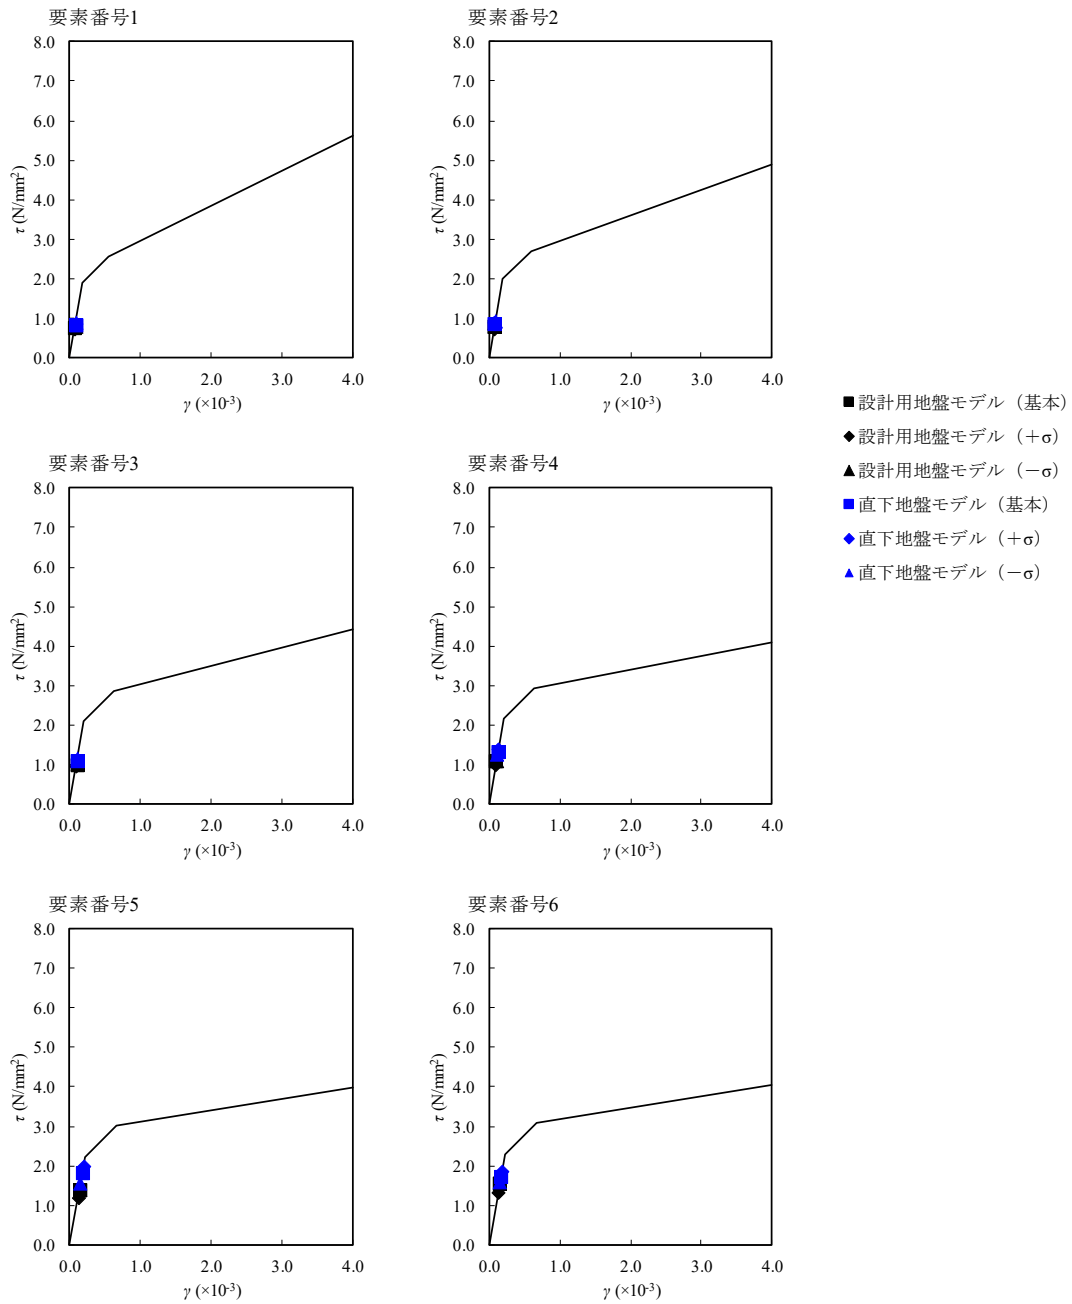 要素番号1
8.0
7.0
6.0
5.0
4.0
3.0
2.0
1.0
0.0
0.0 1.0 2.0 3.0 4.0
τ (N/mm²)
γ (×10⁻³)
要素番号2
8.0
7.0
6.0
5.0
4.0
3.0
2.0
1.0
0.0
0.0 1.0 2.0 3.0 4.0
τ (N/mm²)
γ (×10⁻³)
設計用地盤モデル（基本）
設計用地盤モデル（＋σ）
設計用地盤モデル（－σ）
直下地盤モデル（基本）
直下地盤モデル（＋σ）
直下地盤モデル（－σ）
要素番号3
8.0
7.0
6.0
5.0
4.0
3.0
2.0
1.0
0.0
0.0 1.0 2.0 3.0 4.0
τ (N/mm²)
γ (×10⁻³)
要素番号4
8.0
7.0
6.0
5.0
4.0
3.0
2.0
1.0
0.0
0.0 1.0 2.0 3.0 4.0
τ (N/mm²)
γ (×10⁻³)
要素番号5
8.0
7.0
6.0
5.0
4.0
3.0
2.0
1.0
0.0
0.0 1.0 2.0 3.0 4.0
τ (N/mm²)
γ (×10⁻³)
要素番号6
8.0
7.0
6.0
5.0
4.0
3.0
2.0
1.0
0.0
0.0 1.0 2.0 3.0 4.0
τ (N/mm²)
γ (×10⁻³)